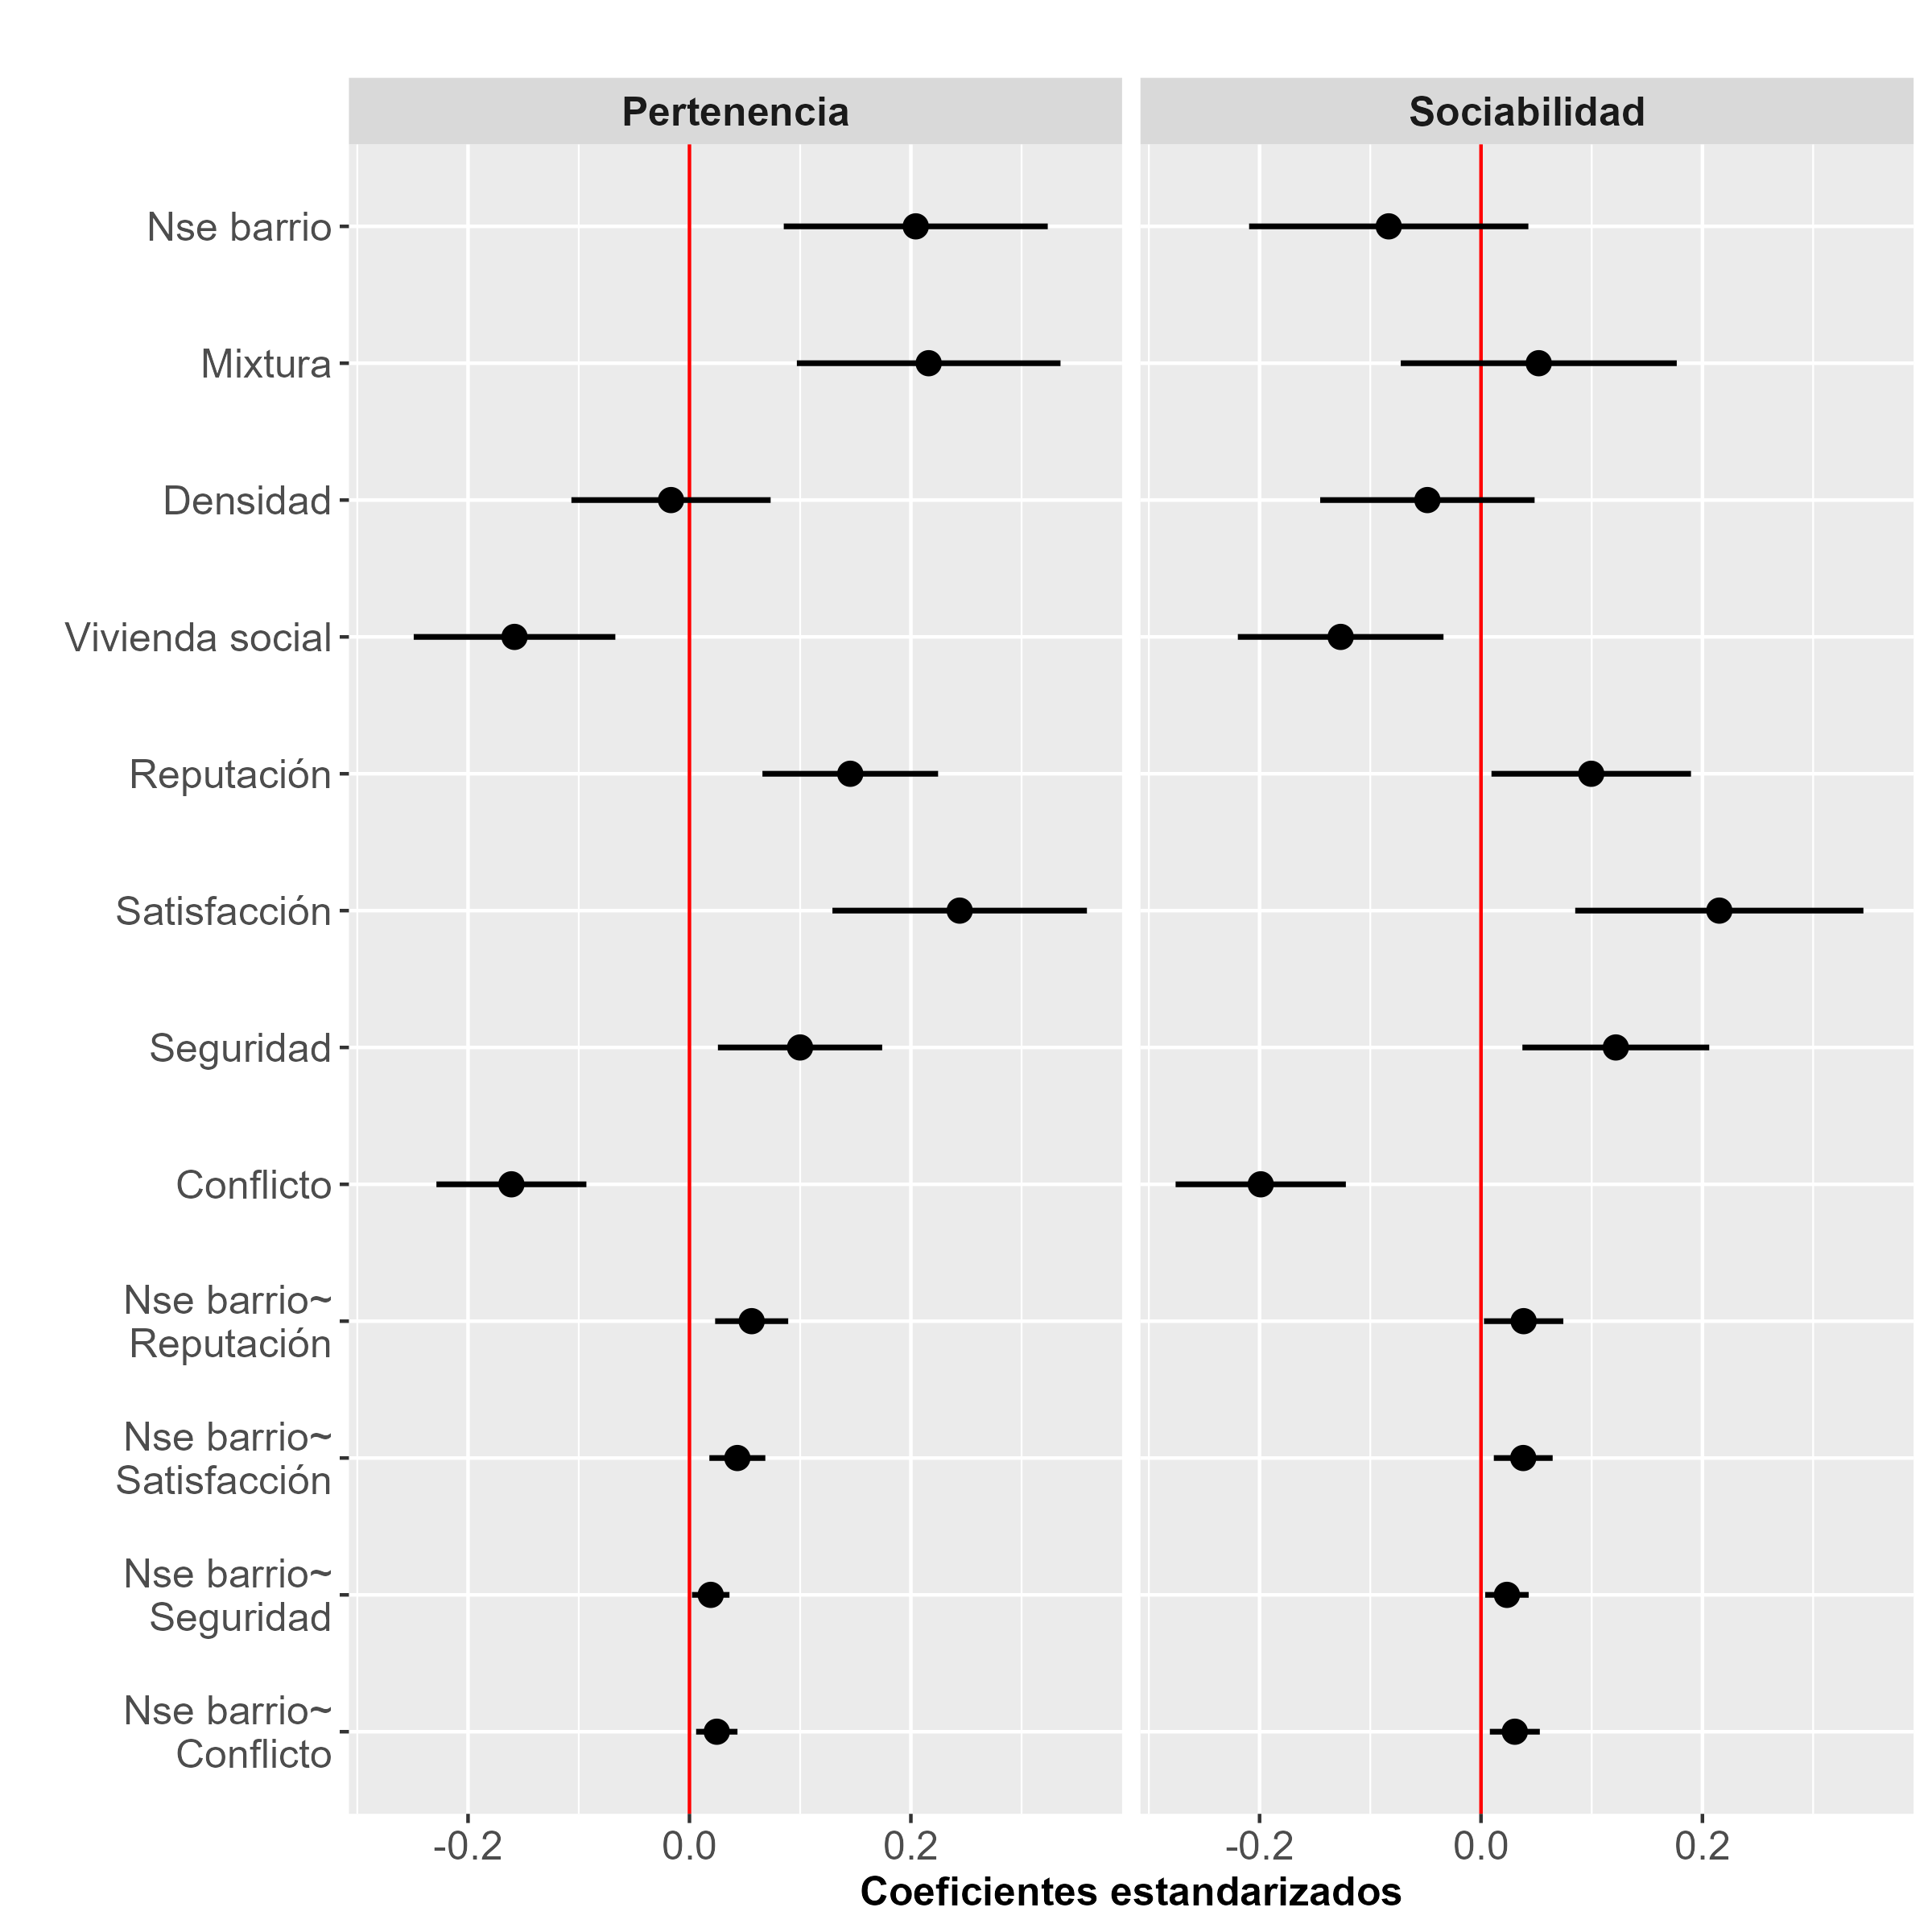 Pertenencia
Sociabilidad
Nse barrio
Mixtura
Densidad
Vivienda social
Reputación
Satisfacción
Seguridad
Conflicto
Nse barrio~
Reputación
Nse barrio~
Satisfacción
Nse barrio~
Seguridad
Nse barrio~
Conflicto
-0.2 0.0 0.2
-0.2 0.0 0.2
Coeficientes estandarizados